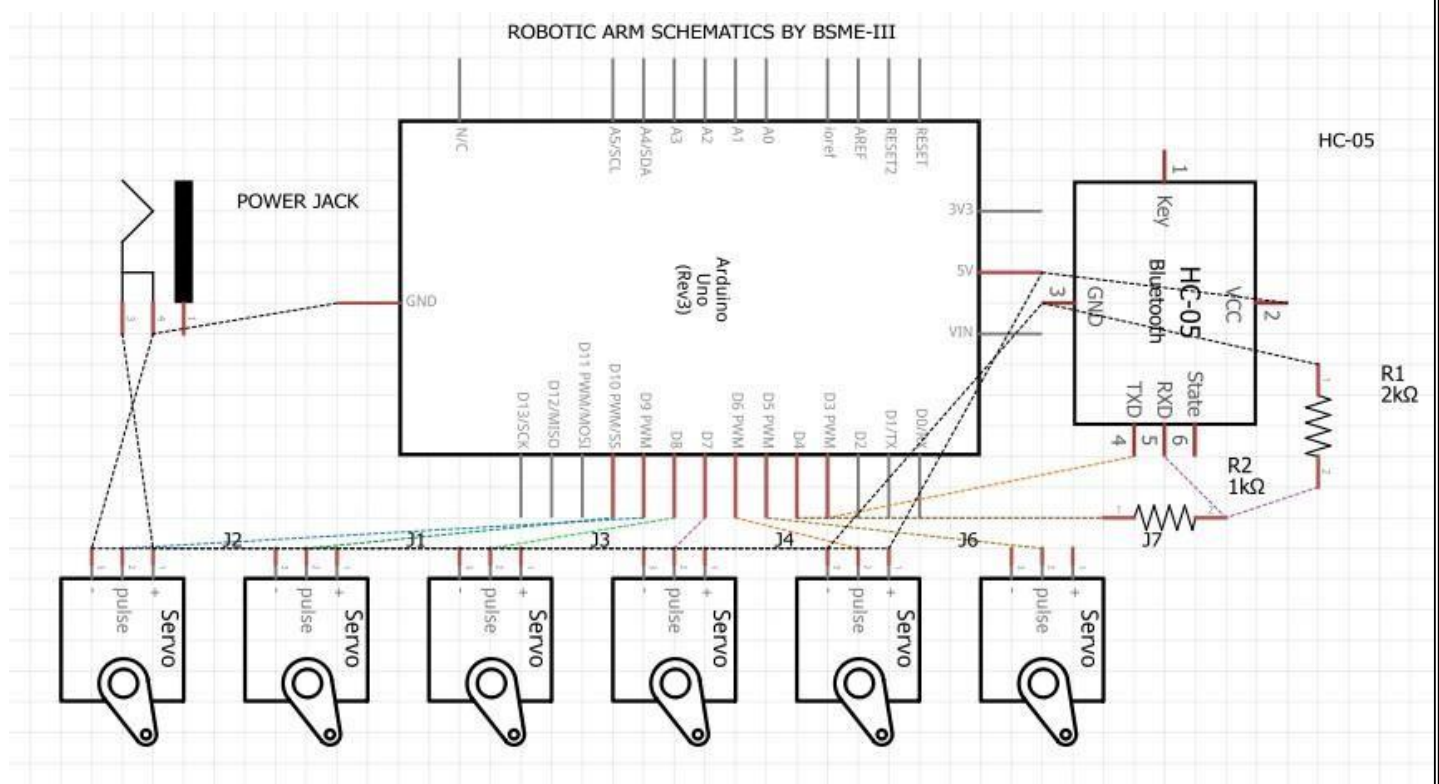 ROBOTIC ARM SCHEMATICS BY BSME-III
N/C
A5/SCL
A4/SDA
A3
A2
A1
A0
ioref
AREF
RESET2
RESET
HC-05
POWER JACK
3V3
5V
VIN
GND
Arduino
Uno
(Rev3)
1
Key
HC-05
Bluetooth
3
GND
VCC
2
TXD
RXD
State
4
5
6
R1
2kΩ
R2
1kΩ
3
4
1
D13/SCK
D12/MISO
D11 PWM/MOSI
D10 PWM/SS
D9 PWM
D8
D7
D6 PWM
D5 PWM
D4
D3 PWM
D2
D1/TX
D0/RX
J2
J1
J3
J4
J6
J7
- pulse +
Servo
- pulse +
Servo
- pulse +
Servo
- pulse +
Servo
- pulse +
Servo
- pulse +
Servo